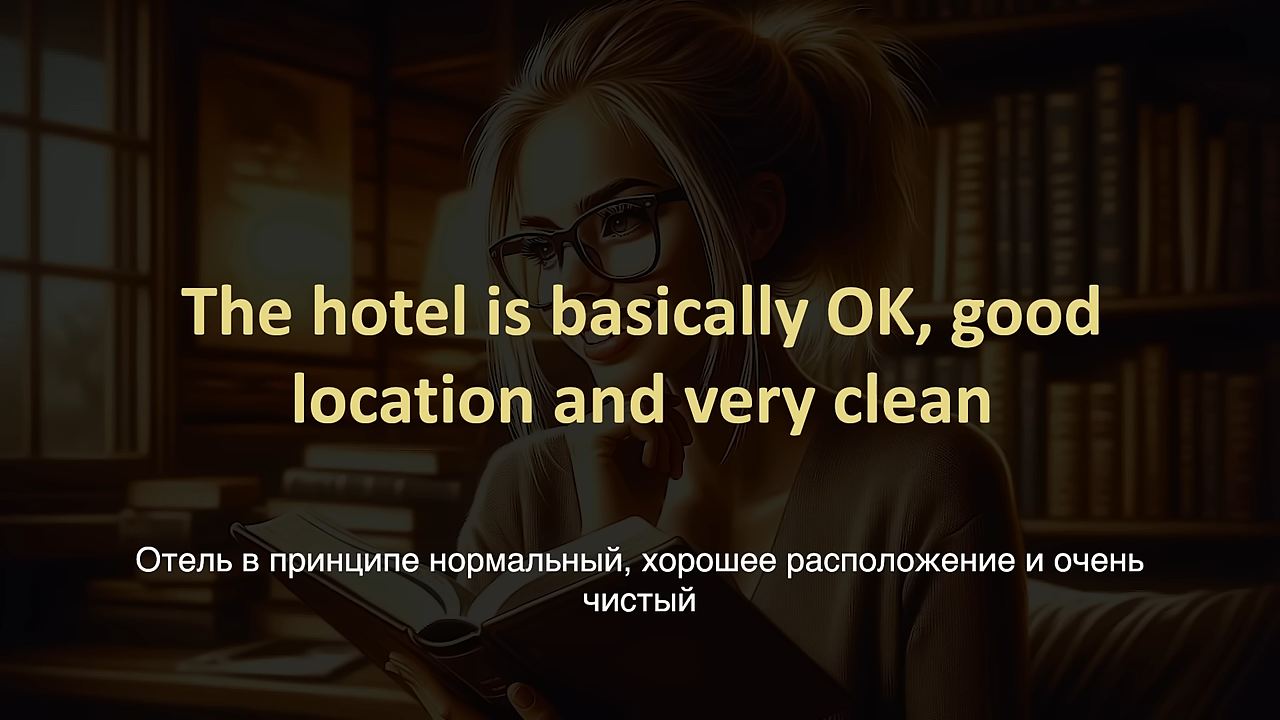 The hotel is basically OK, good
location and very clean
Отель в принципе нормальный, хорошее расположение и очень
чистый